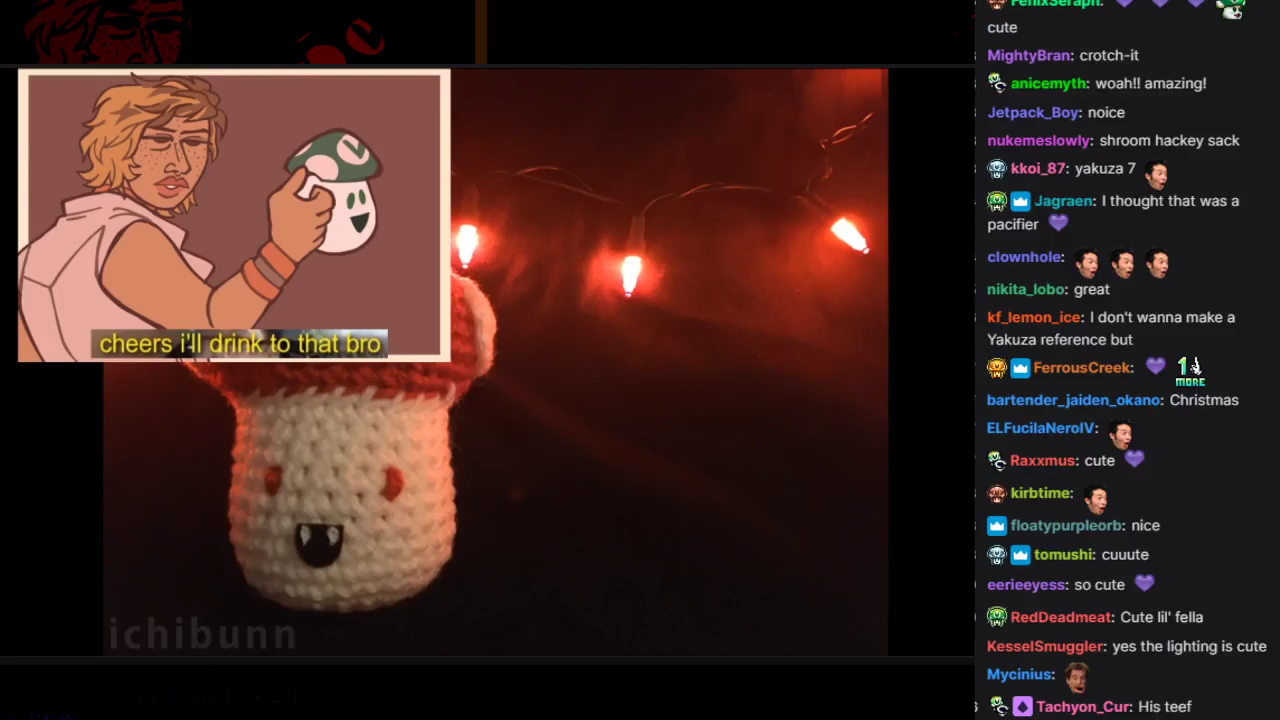 cheers i'll drink to that bro
ichibunn
FenixSeraph:
cute
MightyBran: crotch-it
anicemyth: woah!! amazing!
Jetpack_Boy: noice
nukemeslowly: shroom hackey sack
kkoi_87: yakuza 7
Jagraen: I thought that was a
pacifier
clownhole:
nikita_lobo: great
kf_lemon_ice: I don't wanna make a
Yakuza reference but
FerrousCreek: 1
MORE
bartender_jaiden_okano: Christmas
ELFucilaNeroIV:
Raxxmus: cute
kirbtime:
floatypurpleorb: nice
tomushi: cuuute
eerieeyess: so cute
RedDeadmeat: Cute lil' fella
KesselSmuggler: yes the lighting is cute
Mycinius:
Tachyon_Cur: His teef